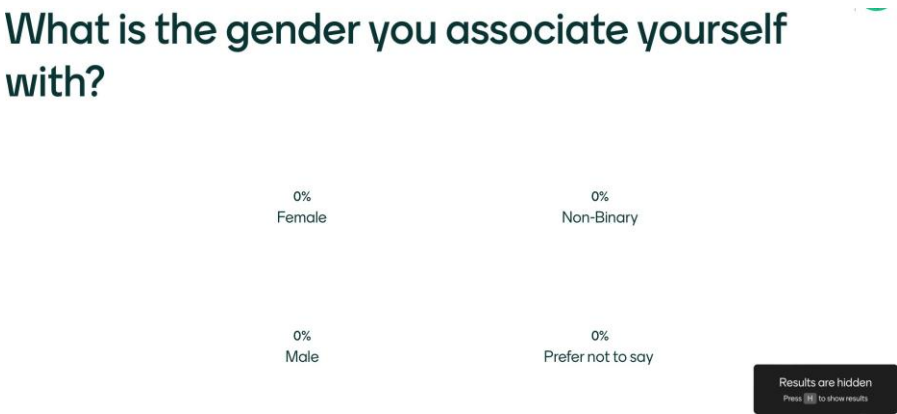 What is the gender you associate yourself
with?
0%
Female
0%
Non-Binary
0%
Male
0%
Prefer not to say
Results are hidden
Press H to show results